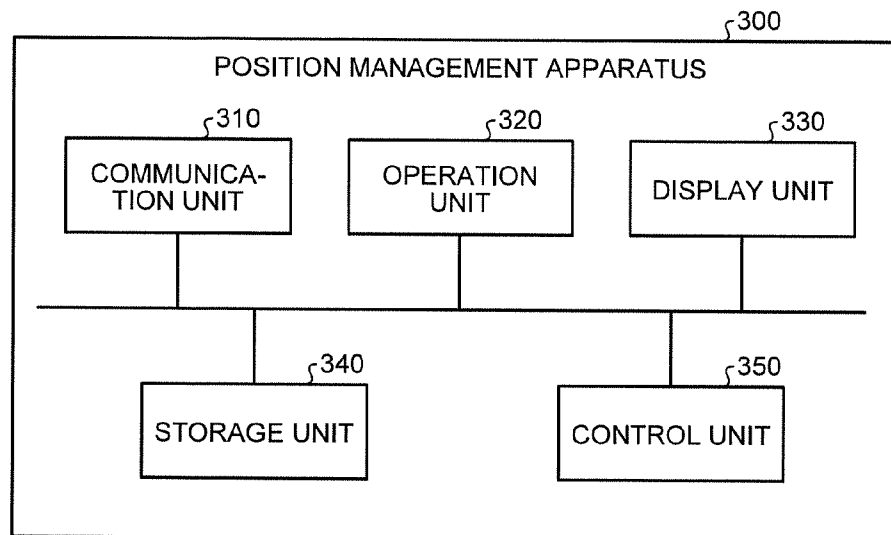 300
POSITION MANAGEMENT APPARATUS
310
320
330
COMMUNICA-
TION UNIT
OPERATION
UNIT
DISPLAY UNIT
340
350
STORAGE UNIT
CONTROL UNIT